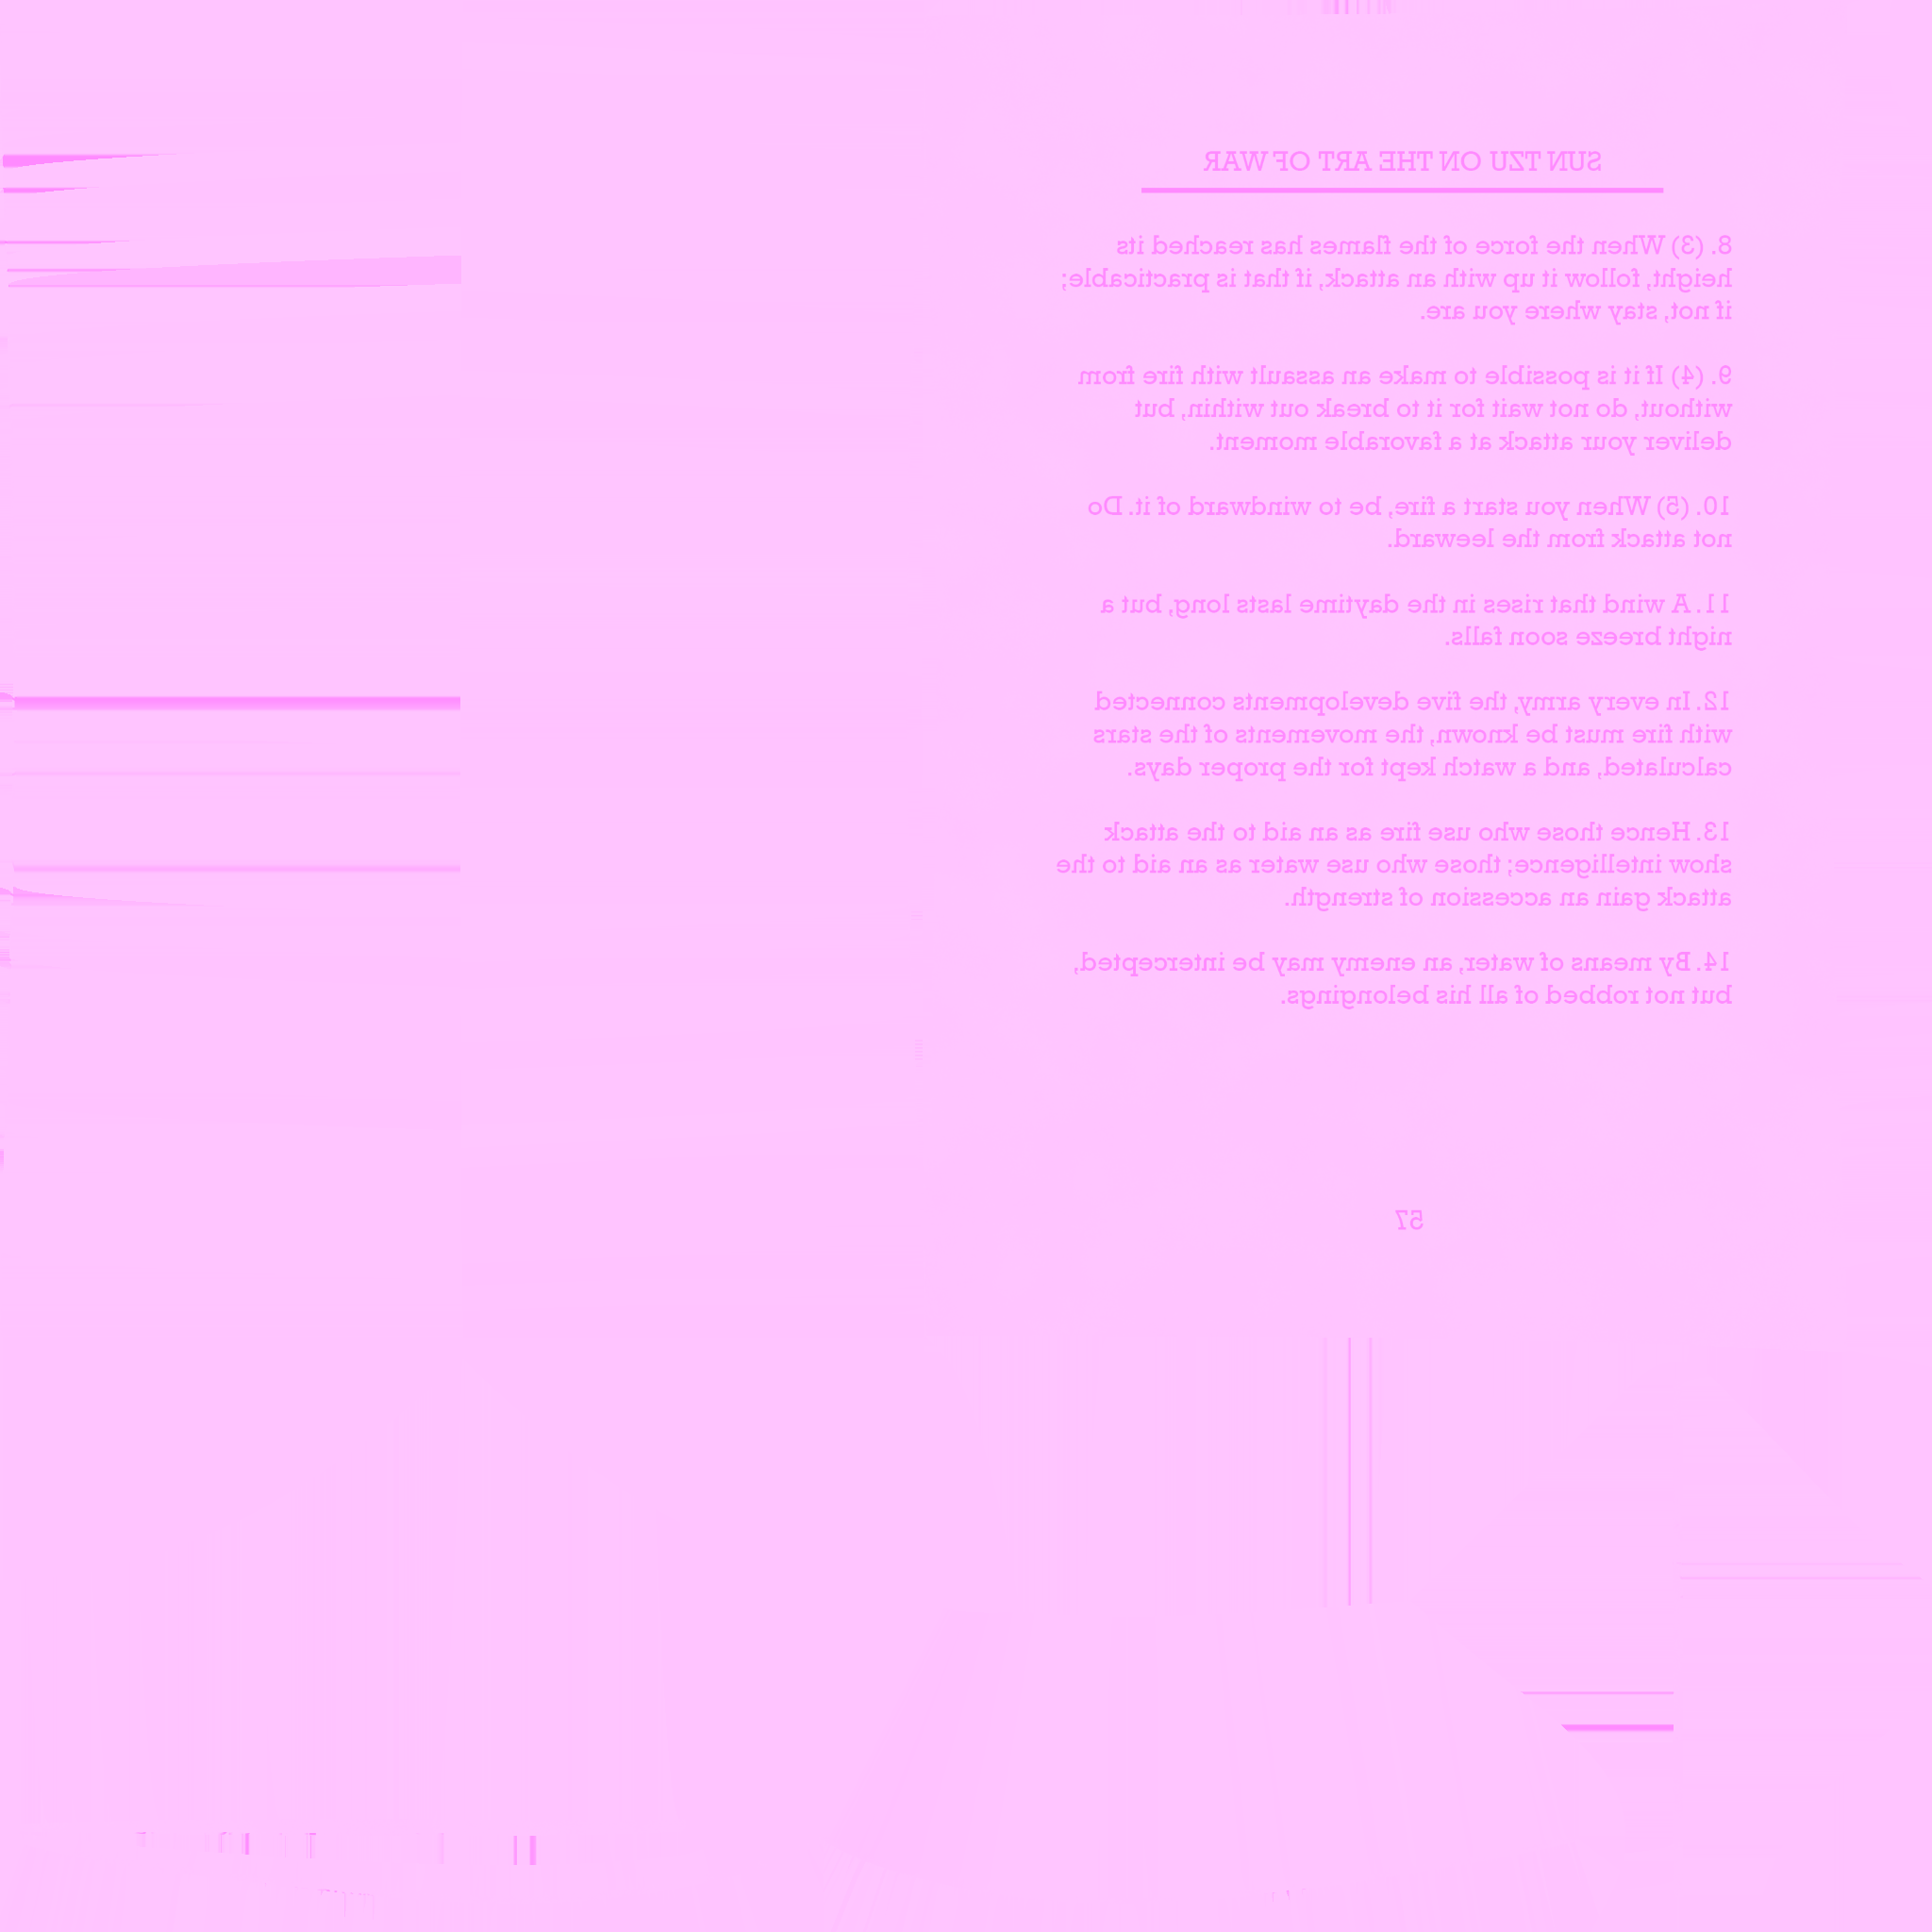 SUN TZU ON THE ART OF WAR
8. (3) When the force of the flames has reached its
height, follow it up with an attack, if that is practicable;
if not, stay where you are.
9. (4) If it is possible to make an assault with fire from
without, do not wait for it to break out within, but
deliver your attack at a favorable moment.
10. (5) When you start a fire, be to windward of it. Do
not attack from the leeward.
11. A wind that rises in the daytime lasts long, but a
night breeze soon falls.
12. In every army, the five developments connected
with fire must be known, the movements of the stars
calculated, and a watch kept for the proper days.
13. Hence those who use fire as an aid to the attack
show intelligence; those who use water as an aid to the
attack gain an accession of strength.
14. By means of water, an enemy may be intercepted,
but not robbed of all his belongings.
57